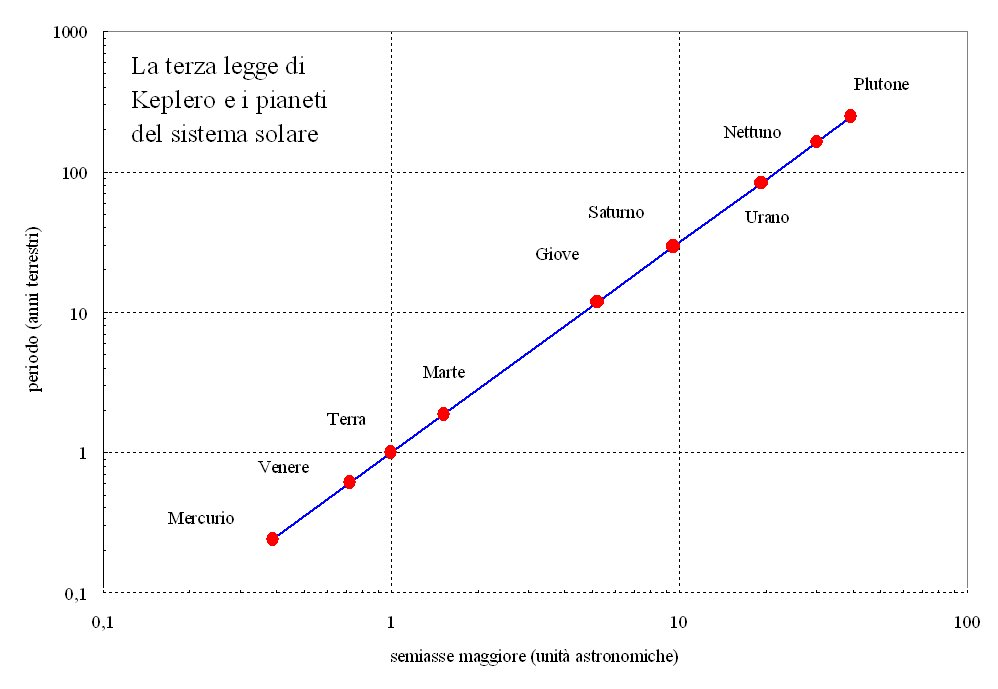 1000
La terza legge di
Keplero e i pianeti
del sistema solare
Plutone
Nettuno
100
Saturno
Urano
periodo (anni terrestri)
Giove
10
Marte
Terra
1
Venere
Mercurio
0,1
0,1 1 10 100
semiasse maggiore (unità astronomiche)